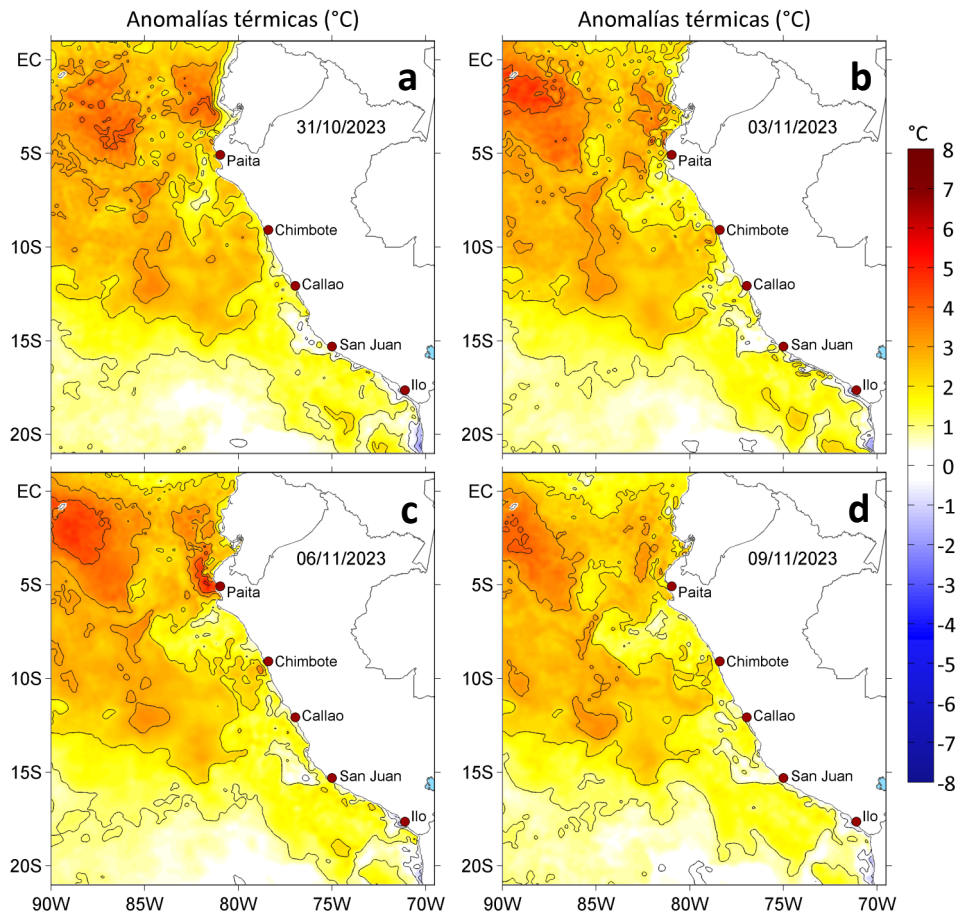 Anomalías térmicas (°C)
Anomalías térmicas (°C)
EC
5S
10S
15S
20S
a
31/10/2023
Paita
Chimbote
Callao
San Juan
Ilo
EC
5S
10S
15S
20S
b
03/11/2023
Paita
Chimbote
Callao
San Juan
Ilo
EC
5S
10S
15S
20S
90W
85W
80W
75W
70W
c
06/11/2023
Paita
Chimbote
Callao
San Juan
Ilo
EC
5S
10S
15S
20S
90W
85W
80W
75W
70W
d
09/11/2023
Paita
Chimbote
Callao
San Juan
Ilo
°C
8
7
6
5
4
3
2
1
0
-1
-2
-3
-4
-5
-6
-7
-8